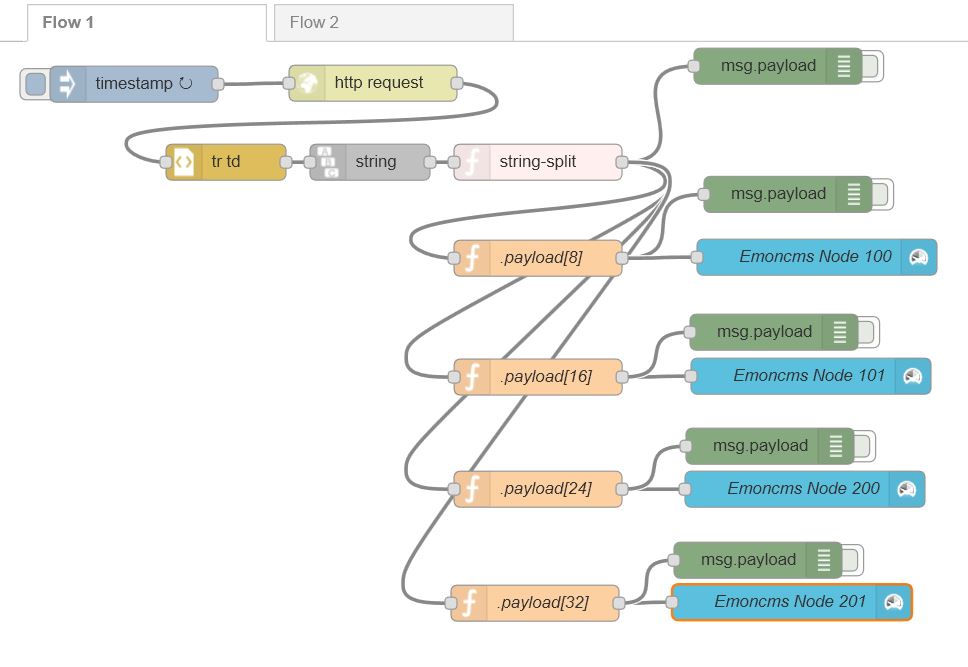 Flow 1
Flow 2
timestamp ↻
http request
msg.payload
tr td
string
string-split
msg.payload
.payload[8]
Emoncms Node 100
msg.payload
.payload[16]
Emoncms Node 101
msg.payload
.payload[24]
Emoncms Node 200
msg.payload
.payload[32]
Emoncms Node 201